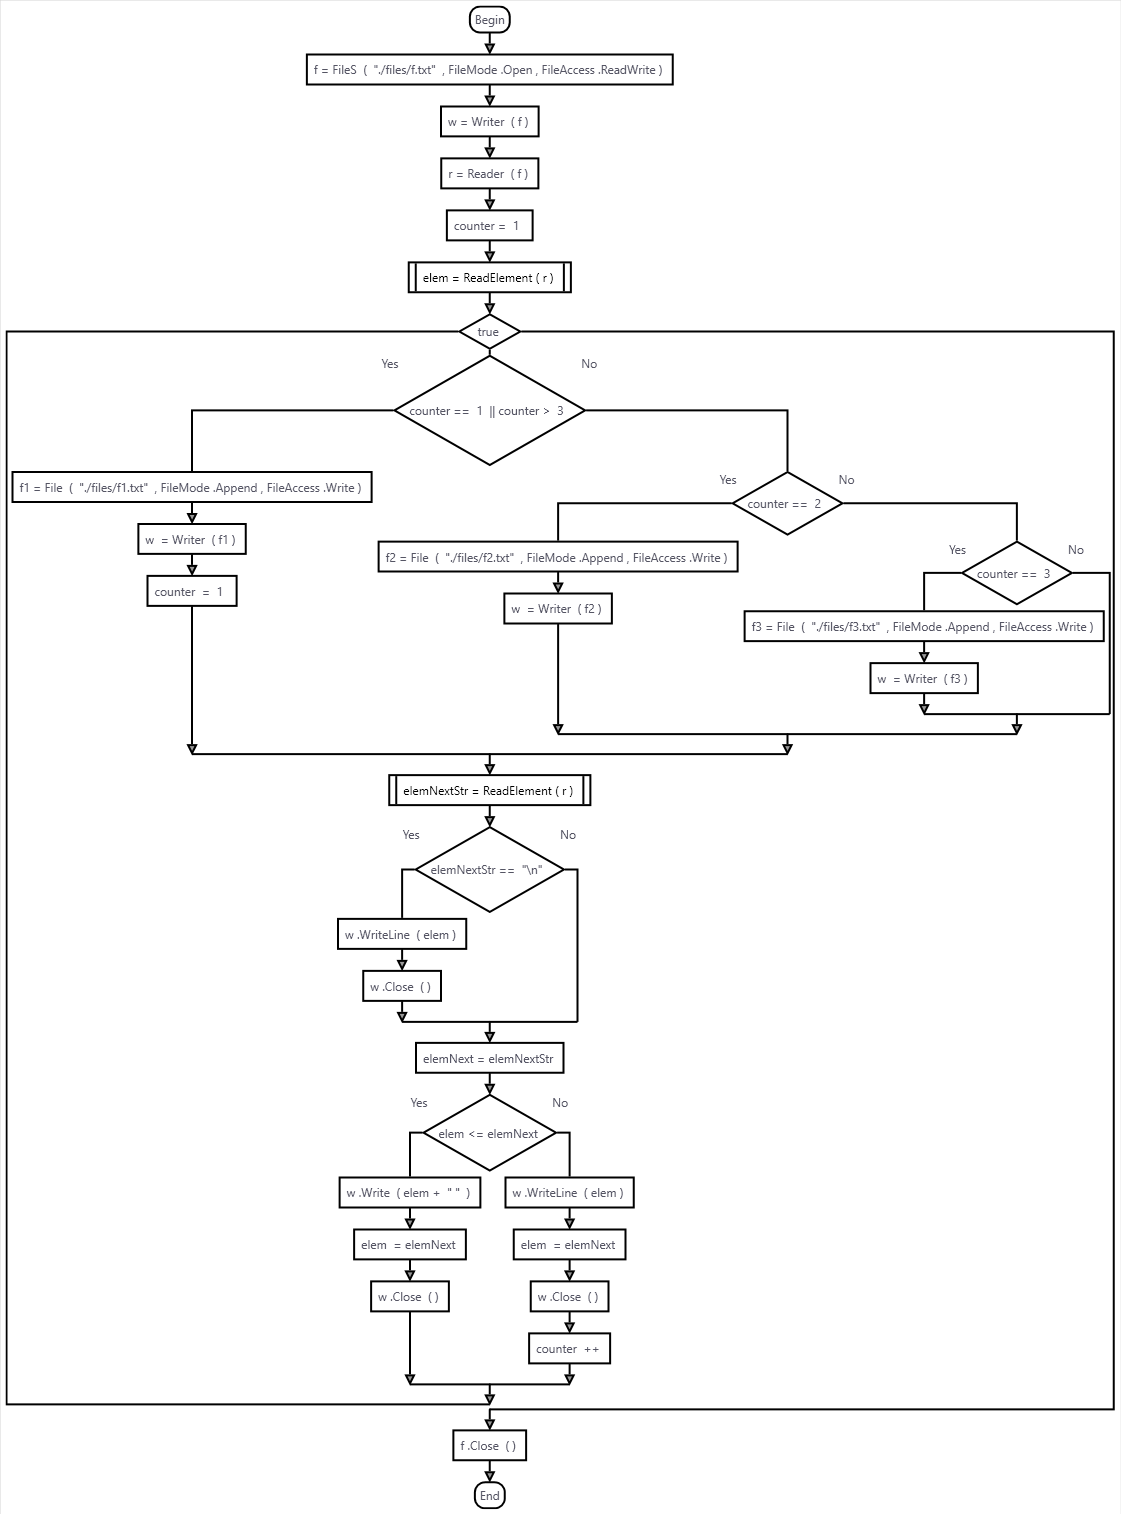 Begin
f = FileS ( "./files/f.txt" , FileMode .Open , FileAccess .ReadWrite )
w = Writer ( f )
r = Reader ( f )
counter = 1
elem = ReadElement ( r )
true
Yes
No
counter == 1 || counter > 3
f1 = File ( "./files/f1.txt" , FileMode .Append , FileAccess .Write )
w = Writer ( f1 )
counter = 1
Yes
No
counter == 2
f2 = File ( "./files/f2.txt" , FileMode .Append , FileAccess .Write )
w = Writer ( f2 )
Yes
No
counter == 3
f3 = File ( "./files/f3.txt" , FileMode .Append , FileAccess .Write )
w = Writer ( f3 )
elemNextStr = ReadElement ( r )
Yes
No
elemNextStr == "\n"
w .WriteLine ( elem )
w .Close ( )
elemNext = elemNextStr
Yes
No
elem <= elemNext
w .Write ( elem + " " )
elem = elemNext
w .Close ( )
w .WriteLine ( elem )
elem = elemNext
w .Close ( )
counter ++
f .Close ( )
End